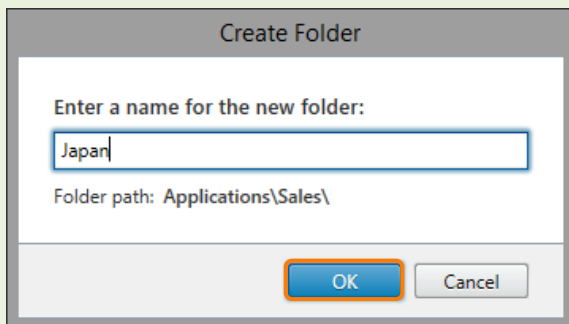 Create Folder
Enter a name for the new folder:
Japan
Folder path: Applications\Sales\
OK Cancel